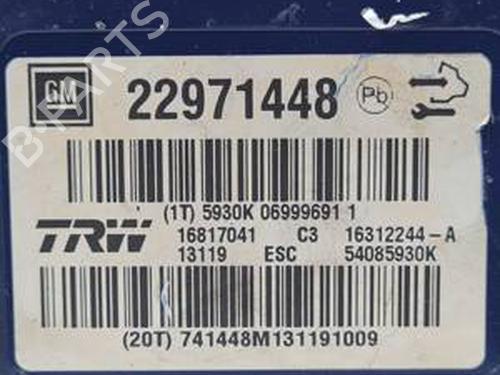 GM 22971448 Pb
B-PARTS
(1T) 5930K 06999691 1
TRW 16817041 C3 16312244-A
13119 ESC 54085930K
(20T) 741448M131191009